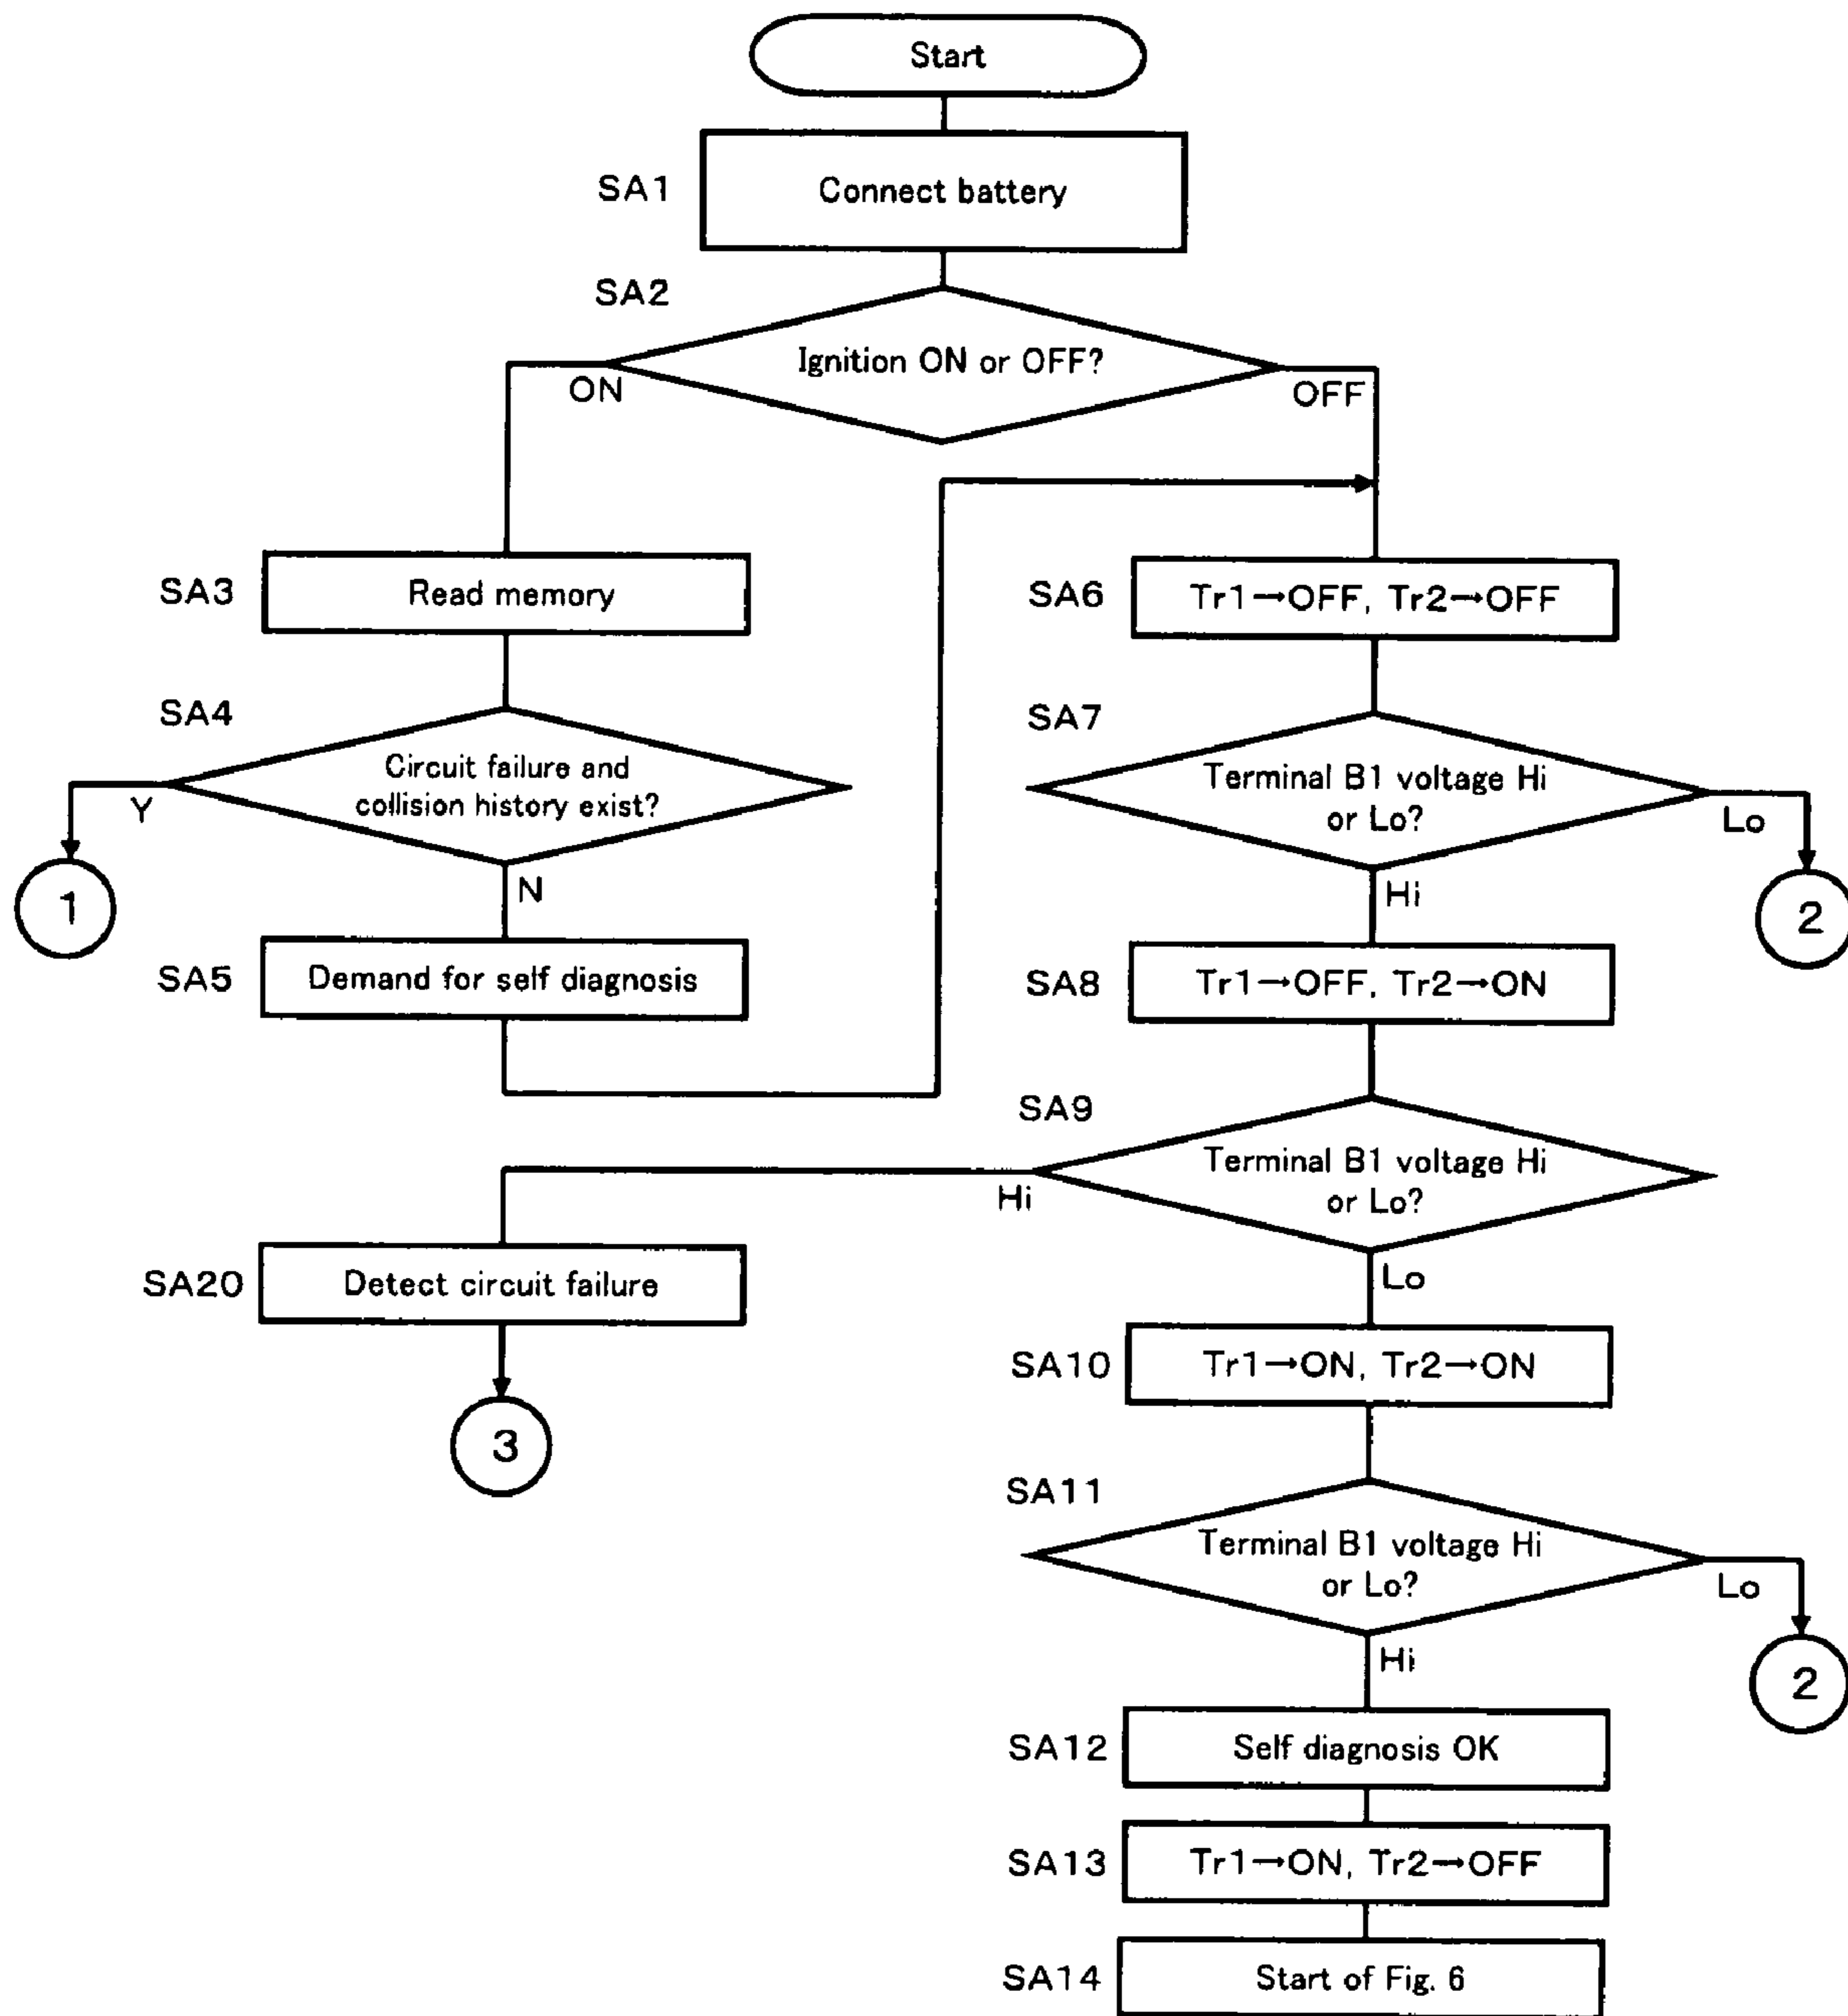 Start
SA1
Connect battery
SA2
Ignition ON or OFF?
ON
OFF
SA3
Read memory
SA6
Tr1→OFF, Tr2→OFF
SA4
Circuit failure and
collision history exist?
Y
N
1
SA7
Terminal B1 voltage Hi
or Lo?
Lo
Hi
2
SA5
Demand for self diagnosis
SA8
Tr1→OFF, Tr2→ON
SA9
Terminal B1 voltage Hi
or Lo?
Hi
Lo
SA20
Detect circuit failure
3
SA10
Tr1→ON, Tr2→ON
SA11
Terminal B1 voltage Hi
or Lo?
Lo
Hi
2
SA12
Self diagnosis OK
SA13
Tr1→ON, Tr2→OFF
SA14
Start of Fig. 6